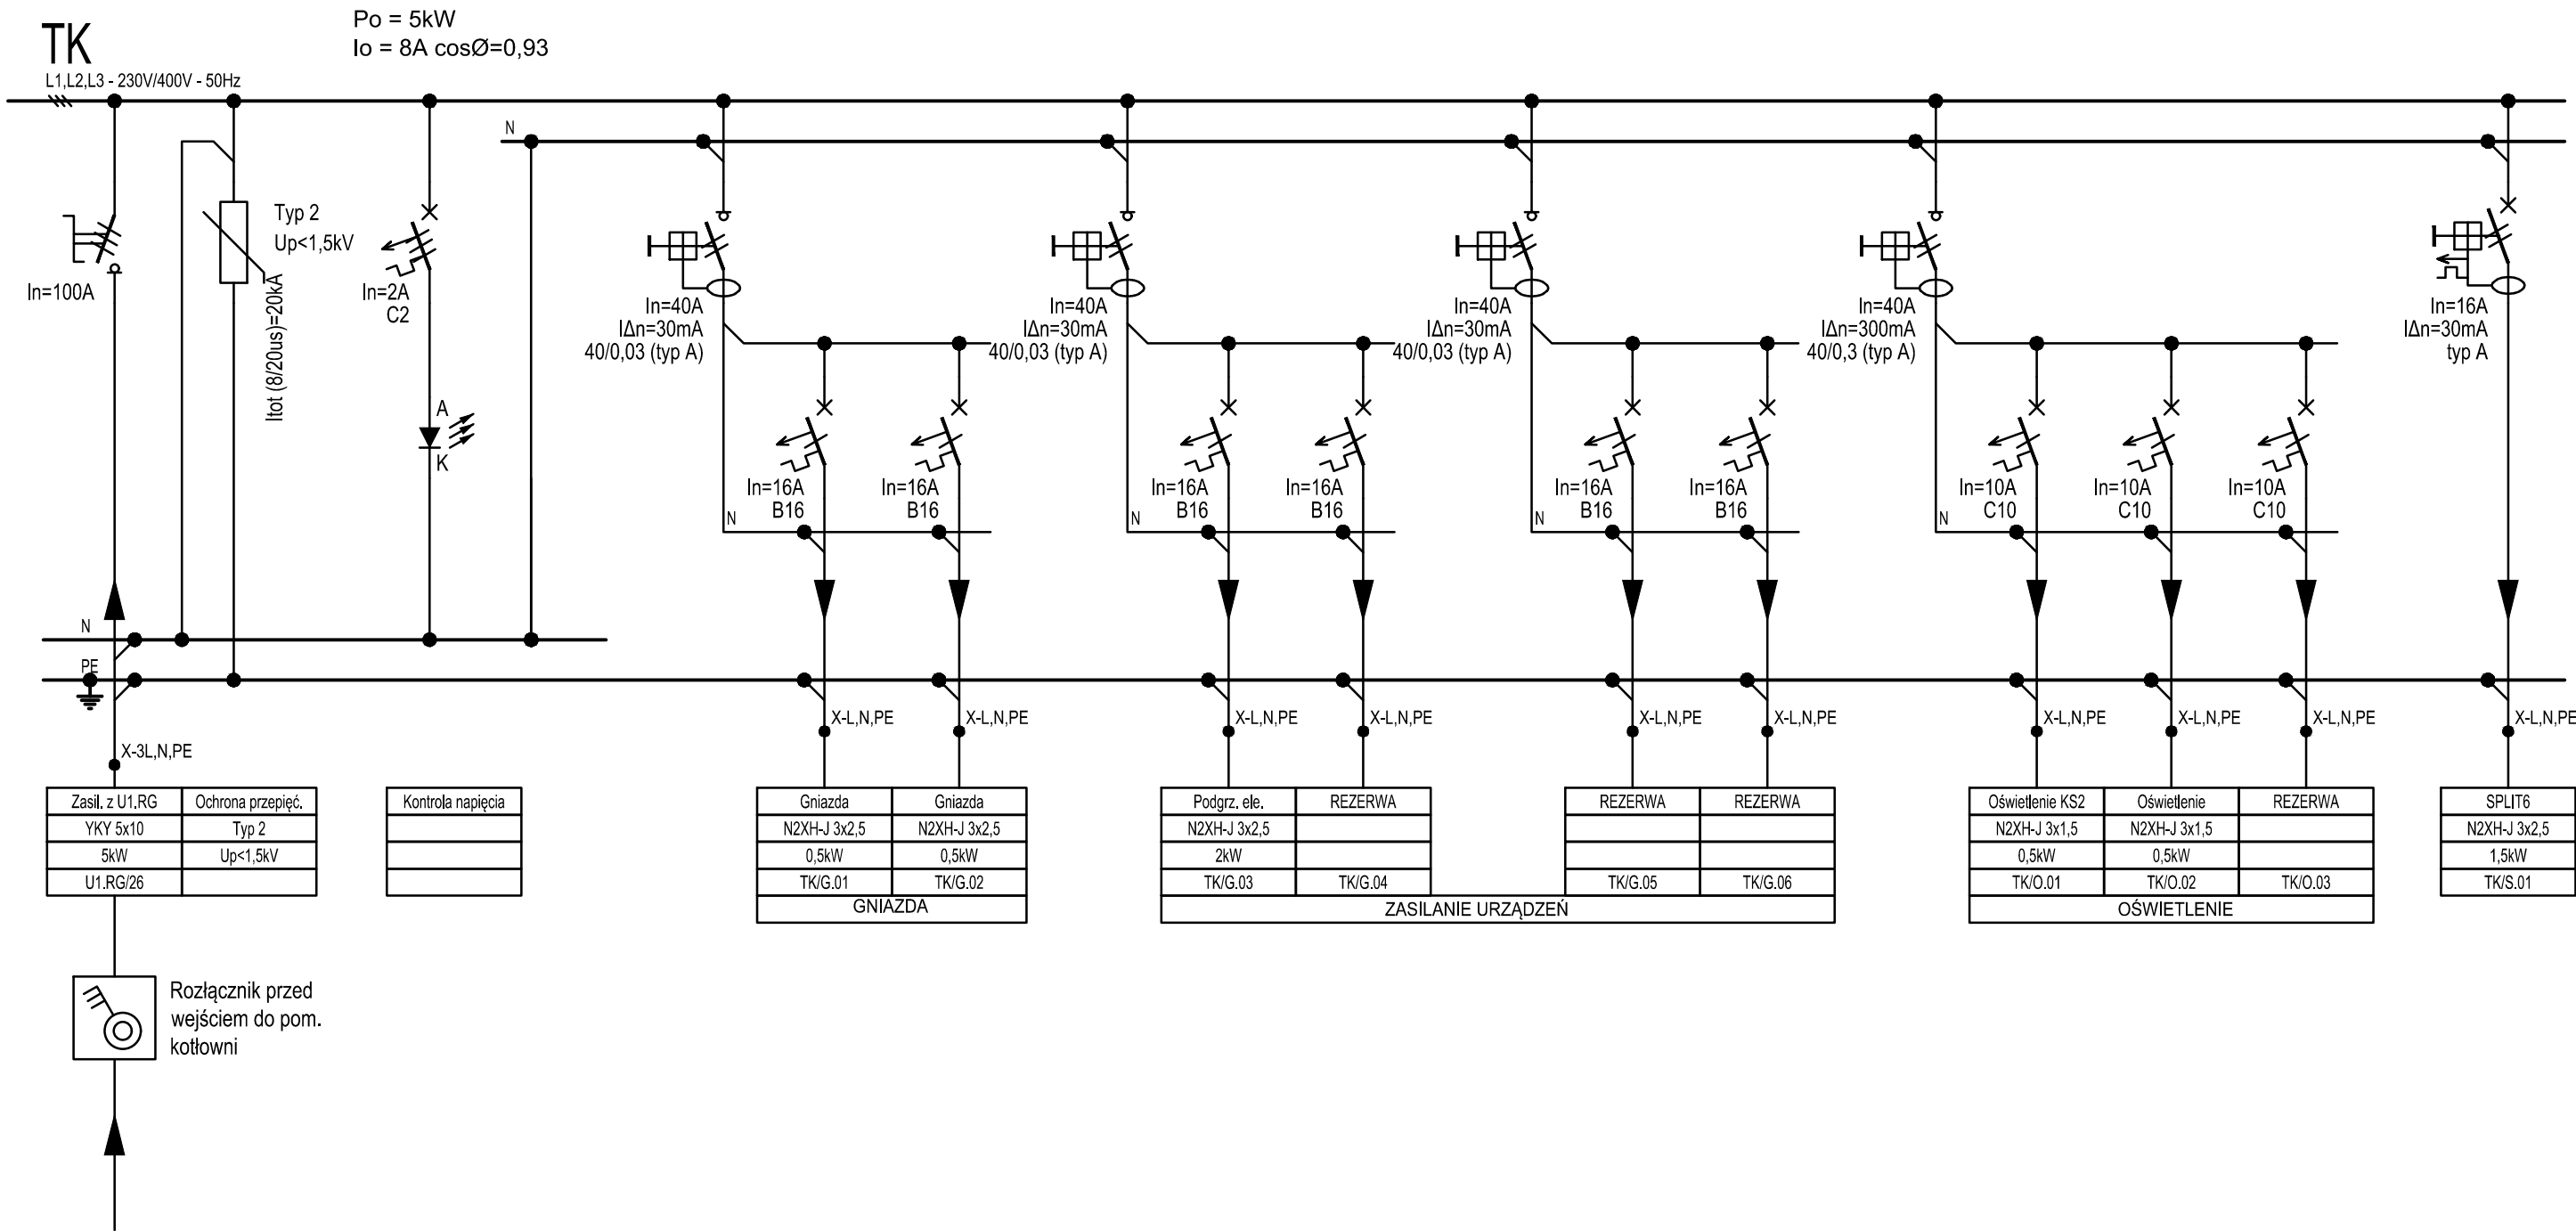 TK
Po = 5kW
Io = 8A cosØ=0,93
L1,L2,L3 - 230V/400V - 50Hz
N
In=100A
Typ 2
Up<1,5kV
Itot (8/20us)=20kA
In=2A
C2
A
K
In=40A
IΔn=30mA
40/0,03 (typ A)
In=40A
IΔn=30mA
40/0,03 (typ A)
In=40A
IΔn=30mA
40/0,03 (typ A)
In=40A
IΔn=300mA
40/0,3 (typ A)
In=16A
IΔn=30mA
typ A
In=16A
B16
In=16A
B16
In=16A
B16
In=16A
B16
In=16A
B16
In=16A
B16
In=10A
C10
In=10A
C10
In=10A
C10
N
N
N
N
N
PE
X-3L,N,PE
X-L,N,PE
X-L,N,PE
X-L,N,PE
X-L,N,PE
X-L,N,PE
X-L,N,PE
X-L,N,PE
X-L,N,PE
X-L,N,PE
X-L,N,PE
Zasil. z U1.RG
YKY 5x10
5kW
U1.RG/26
Ochrona przepięć.
Typ 2
Up<1,5kV
Kontrola napięcia
Gniazda
N2XH-J 3x2,5
0,5kW
TK/G.01
Gniazda
N2XH-J 3x2,5
0,5kW
TK/G.02
GNIAZDA
Podgrz. ele.
N2XH-J 3x2,5
2kW
TK/G.03
REZERWA
TK/G.04
REZERWA
TK/G.05
REZERWA
TK/G.06
ZASILANIE URZĄDZEŃ
Oświetlenie KS2
N2XH-J 3x1,5
0,5kW
TK/O.01
Oświetlenie
N2XH-J 3x1,5
0,5kW
TK/O.02
REZERWA
TK/O.03
OŚWIETLENIE
SPLIT6
N2XH-J 3x2,5
1,5kW
TK/S.01
Rozłącznik przed
wejściem do pom.
kotłowni